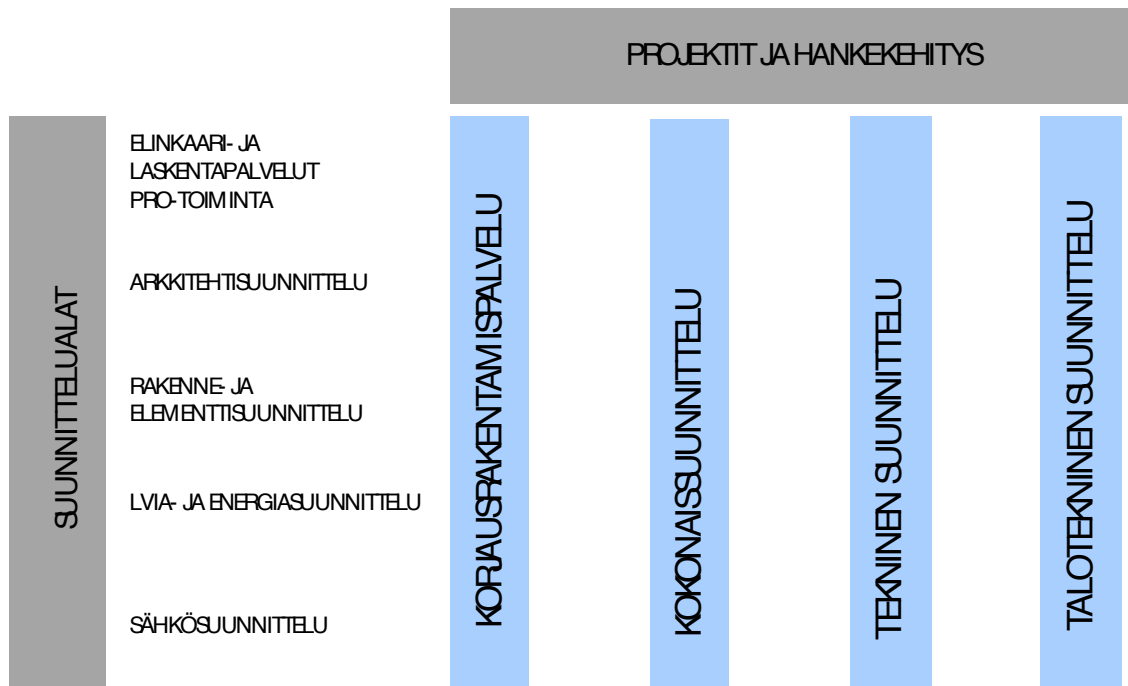 PROJEKTIT JA HANKEKEHITYS
SUUNNITTELUALAT
ELINKAARI- JA
LASKENTAPALVELUT
PRO-TOIMINTA
ARKKITEHTISUUNNITTELU
RAKENNE- JA
ELEMENTTISUUNNITTELU
LVIA- JA ENERGIASUUNNITTELU
SÄHKÖSUUNNITTELU
KORJAUSRAKENTAMISPALVELU
KOKONAISSUUNNITTELU
TEKNINEN SUUNNITTELU
TALOTEKNINEN SUUNNITTELU